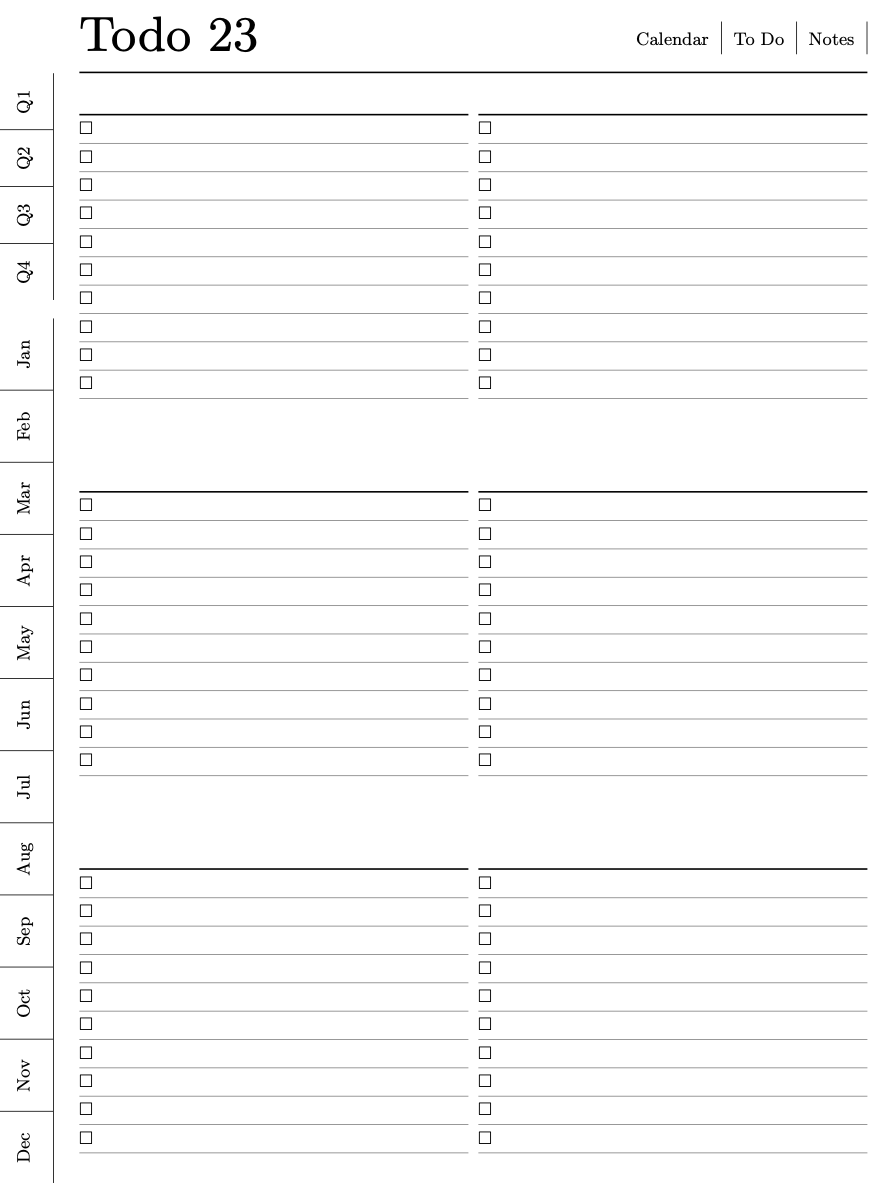 Todo 23
Calendar
To Do
Notes
Q1
Q2
Q3
Q4
Jan
Feb
Mar
Apr
May
Jun
Jul
Aug
Sep
Oct
Nov
Dec